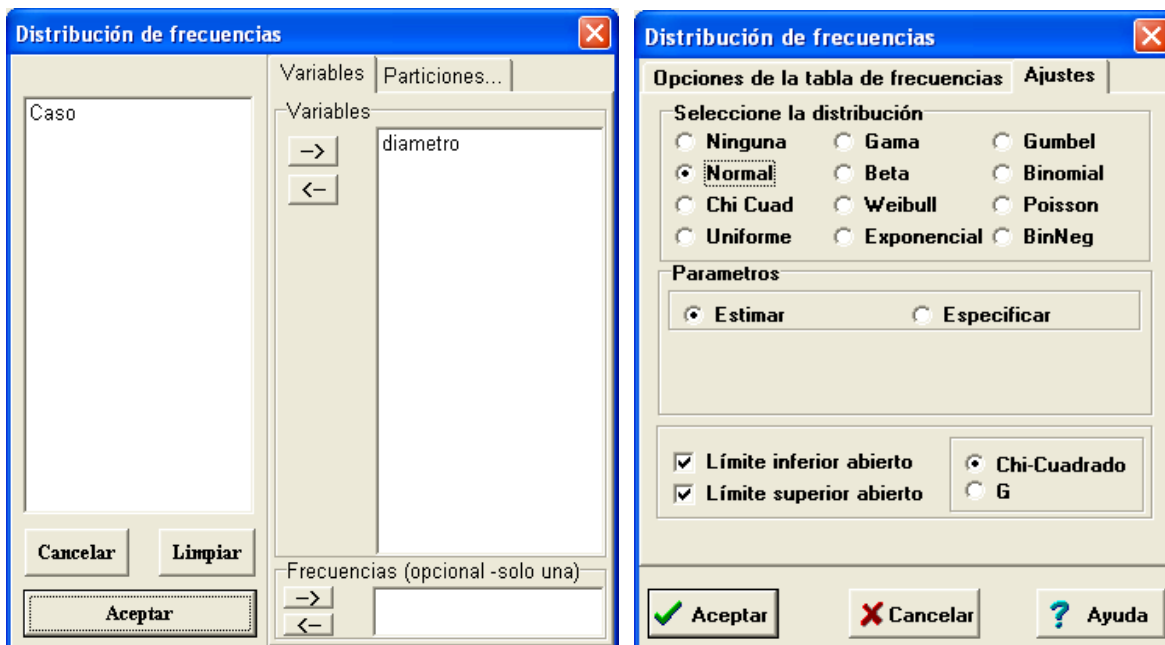 Distribución de frecuencias
Variables
Particiones...
Caso
Variables
-->
<--
diametro
Cancelar
Limpiar
Aceptar
Frecuencias (opcional -solo una)
-->
<--
Distribución de frecuencias
Opciones de la tabla de frecuencias
Ajustes
Seleccione la distribución
Ninguna
Gama
Gumbel
Normal
Beta
Binomial
Chi Cuad
Weibull
Poisson
Uniforme
Exponencial
BinNeg
Parametros
Estimar
Especificar
Límite inferior abierto
Límite superior abierto
Chi-Cuadrado
G
Aceptar
Cancelar
? Ayuda